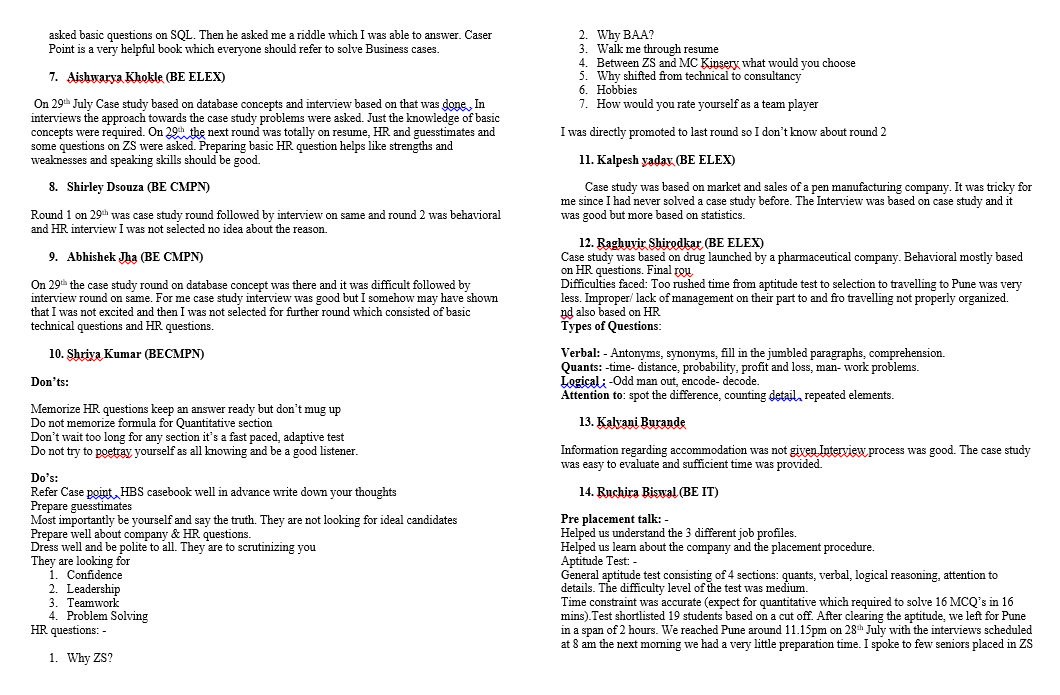 asked basic questions on SQL. Then he asked me a riddle which I was able to answer. Caser
Point is a very helpful book which everyone should refer to solve Business cases.
7. Aishwarya Khokle (BE ELEX)
On 29th July Case study based on database concepts and interview based on that was done . In
interviews the approach towards the case study problems were asked. Just the knowledge of basic
concepts were required. On 29th the next round was totally on resume, HR and guestimates and
some questions on ZS were asked. Preparing basic HR question helps like strengths and
weaknesses and speaking skills should be good.
8. Shirley Dsouza (BE CMPN)
Round 1 on 29th was case study round followed by interview on same and round 2 was behavioral
and HR interview I was not selected no idea about the reason.
9. Abhishek Jha (BE CMPN)
On 29th the case study round on database concept was there and it was difficult followed by
interview round on same. For me case study interview was good but I somehow may have shown
that I was not excited and then I was not selected for further round which consisted of basic
technical questions and HR questions.
10. Shriya Kumar (BECMPN)
Don'ts:
Memorize HR questions keep an answer ready but don't mug up
Do not memorize formula for Quantitative section
Don't wait too long for any section it's a fast paced, adaptive test
Do not try to poetray yourself as all knowing and be a good listener.
Do's:
Refer Case point , HBS casebook well in advance write down your thoughts
Prepare guesstimates
Most importantly be yourself and say the truth. They are not looking for ideal candidates
Prepare well about company & HR questions.
Dress well and be polite to all. They are to scrutinizing you
They are looking for
1. Confidence
2. Leadership
3. Teamwork
4. Problem Solving
HR questions: -
1. Why ZS?
2. Why BAA?
3. Walk me through resume
4. Between ZS and MC Kinsery what would you choose
5. Why shifted from technical to consultancy
6. Hobbies
7. How would you rate yourself as a team player
I was directly promoted to last round so I don't know about round 2
11. Kalpesh yadav (BE ELEX)
Case study was based on market and sales of a pen manufacturing company. It was tricky for
me since I had never solved a case study before. The Interview was based on case study and it
was good but more based on statistics.
12. Raghuvir Shirodkar (BE ELEX)
Case study was based on drug launched by a pharmaceutical company. Behavioral mostly based
on HR questions. Final rou
Difficulties faced: Too rushed time from aptitude test to selection to travelling to Pune was very
less. Improper/ lack of management on their part to and fro travelling not properly organized.
nd also based on HR
Types of Questions:
Verbal: - Antonyms, synonyms, fill in the jumbled paragraphs, comprehension.
Quants: -time- distance, probability, profit and loss, man- work problems.
Logical : -Odd man out, encode- decode.
Attention to: spot the difference, counting detail , repeated elements.
13. Kalyani Burande
Information regarding accommodation was not given.Interview process was good. The case study
was easy to evaluate and sufficient time was provided.
14. Ruchira Biswal (BE IT)
Pre placement talk: -
Helped us understand the 3 different job profiles.
Helped us learn about the company and the placement procedure.
Aptitude Test: -
General aptitude test consisting of 4 sections: quants, verbal, logical reasoning, attention to
details. The difficulty level of the test was medium.
Time constraint was accurate (expect for quantitative which required to solve 16 MCQ's in 16
mins).Test shortlisted 19 students based on a cut off. After clearing the aptitude, we left for Pune
in a span of 2 hours. We reached Pune around 11.15pm on 28th July with the interviews scheduled
at 8 am the next morning we had a very little preparation time. I spoke to few seniors placed in ZS